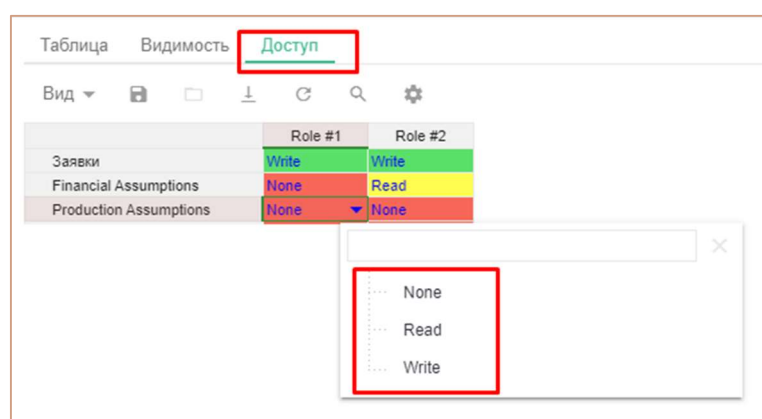 Таблица Видимость Доступ
Вид
Role #1 Role #2
Заявки Write Write
Financial Assumptions None Read
Production Assumptions None None
None
Read
Write